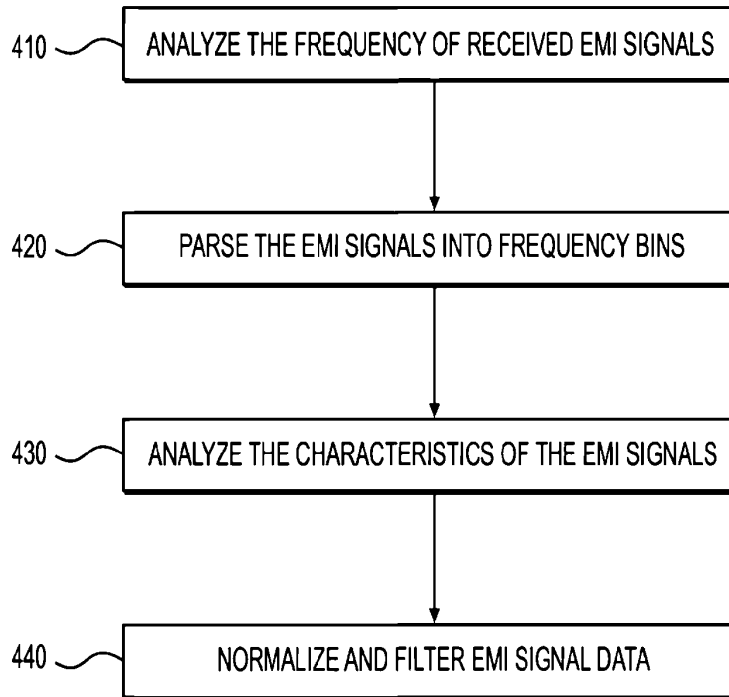 410 ANALYZE THE FREQUENCY OF RECEIVED EMI SIGNALS
420 PARSE THE EMI SIGNALS INTO FREQUENCY BINS
430 ANALYZE THE CHARACTERISTICS OF THE EMI SIGNALS
440 NORMALIZE AND FILTER EMI SIGNAL DATA